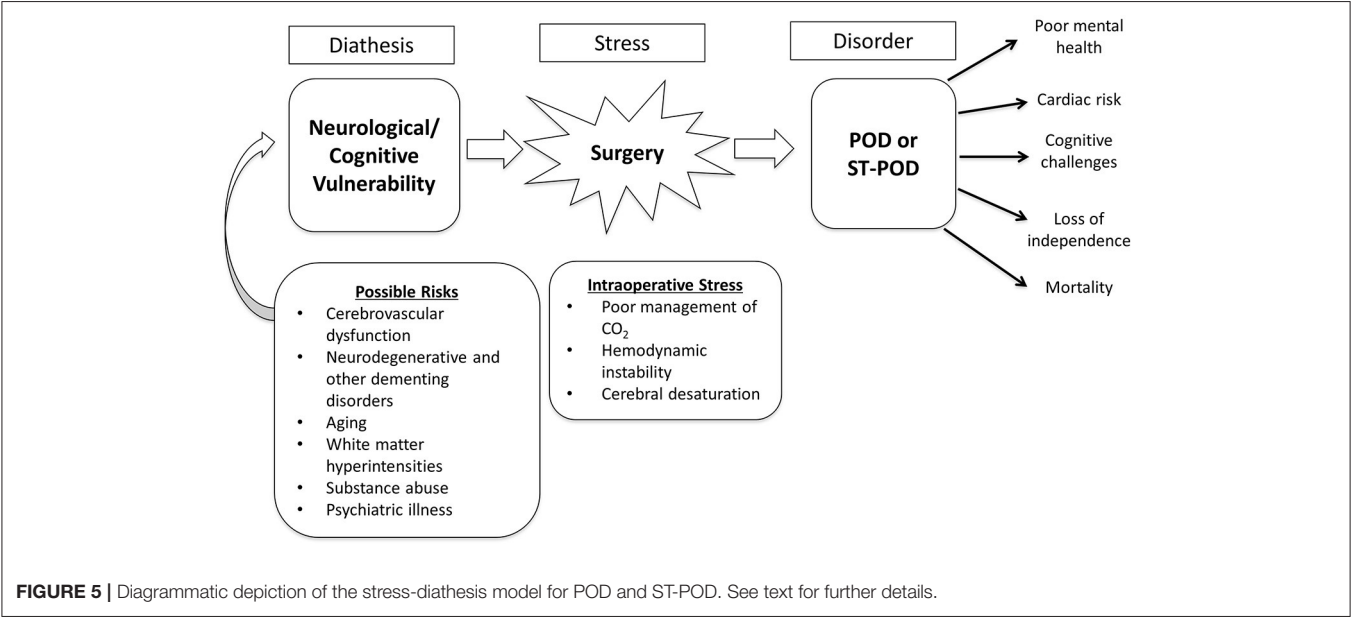 Diathesis
Stress
Disorder
Neurological/
Cognitive
Vulnerability
Surgery
POD or
ST-POD
Poor mental
health
Cardiac risk
Cognitive
challenges
Loss of
independence
Mortality
Possible Risks
• Cerebrovascular
dysfunction
• Neurodegenerative and
other dementing
disorders
• Aging
• White matter
hyperintensities
• Substance abuse
• Psychiatric illness
Intraoperative Stress
• Poor management of
CO₂
• Hemodynamic
instability
• Cerebral desaturation
FIGURE 5 | Diagrammatic depiction of the stress-diathesis model for POD and ST-POD. See text for further details.